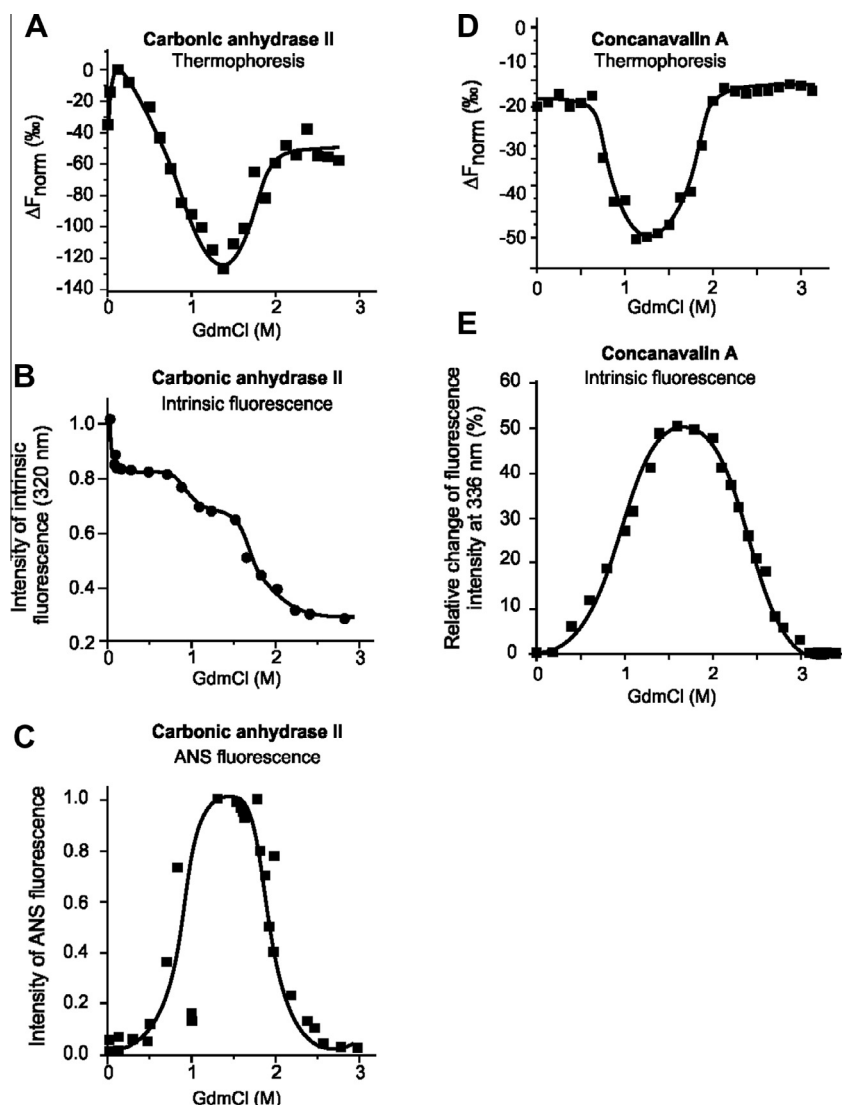 A
Carbonic anhydrase II
Thermophoresis
0
-20
-40
-60
-80
-100
-120
-140
ΔFnorm (‰)
0 1 2 3
GdmCl (M)
B
Carbonic anhydrase II
Intrinsic fluorescence
1.0
0.8
0.6
0.4
0.2
Intensity of intrinsic
fluorescence (320 nm)
0 1 2 3
GdmCl (M)
C
Carbonic anhydrase II
ANS fluorescence
1.0
0.8
0.6
0.4
0.2
0.0
Intensity of ANS fluorescence
0 1 2 3
GdmCl (M)
D
Concanavalin A
Thermophoresis
0
-10
-20
-30
-40
-50
ΔFnorm (‰)
0 1 2 3
GdmCl (M)
E
Concanavalin A
Intrinsic fluorescence
60
50
40
30
20
10
0
Relative change of fluorescence
intensity at 336 nm (%)
0 1 2 3
GdmCl (M)